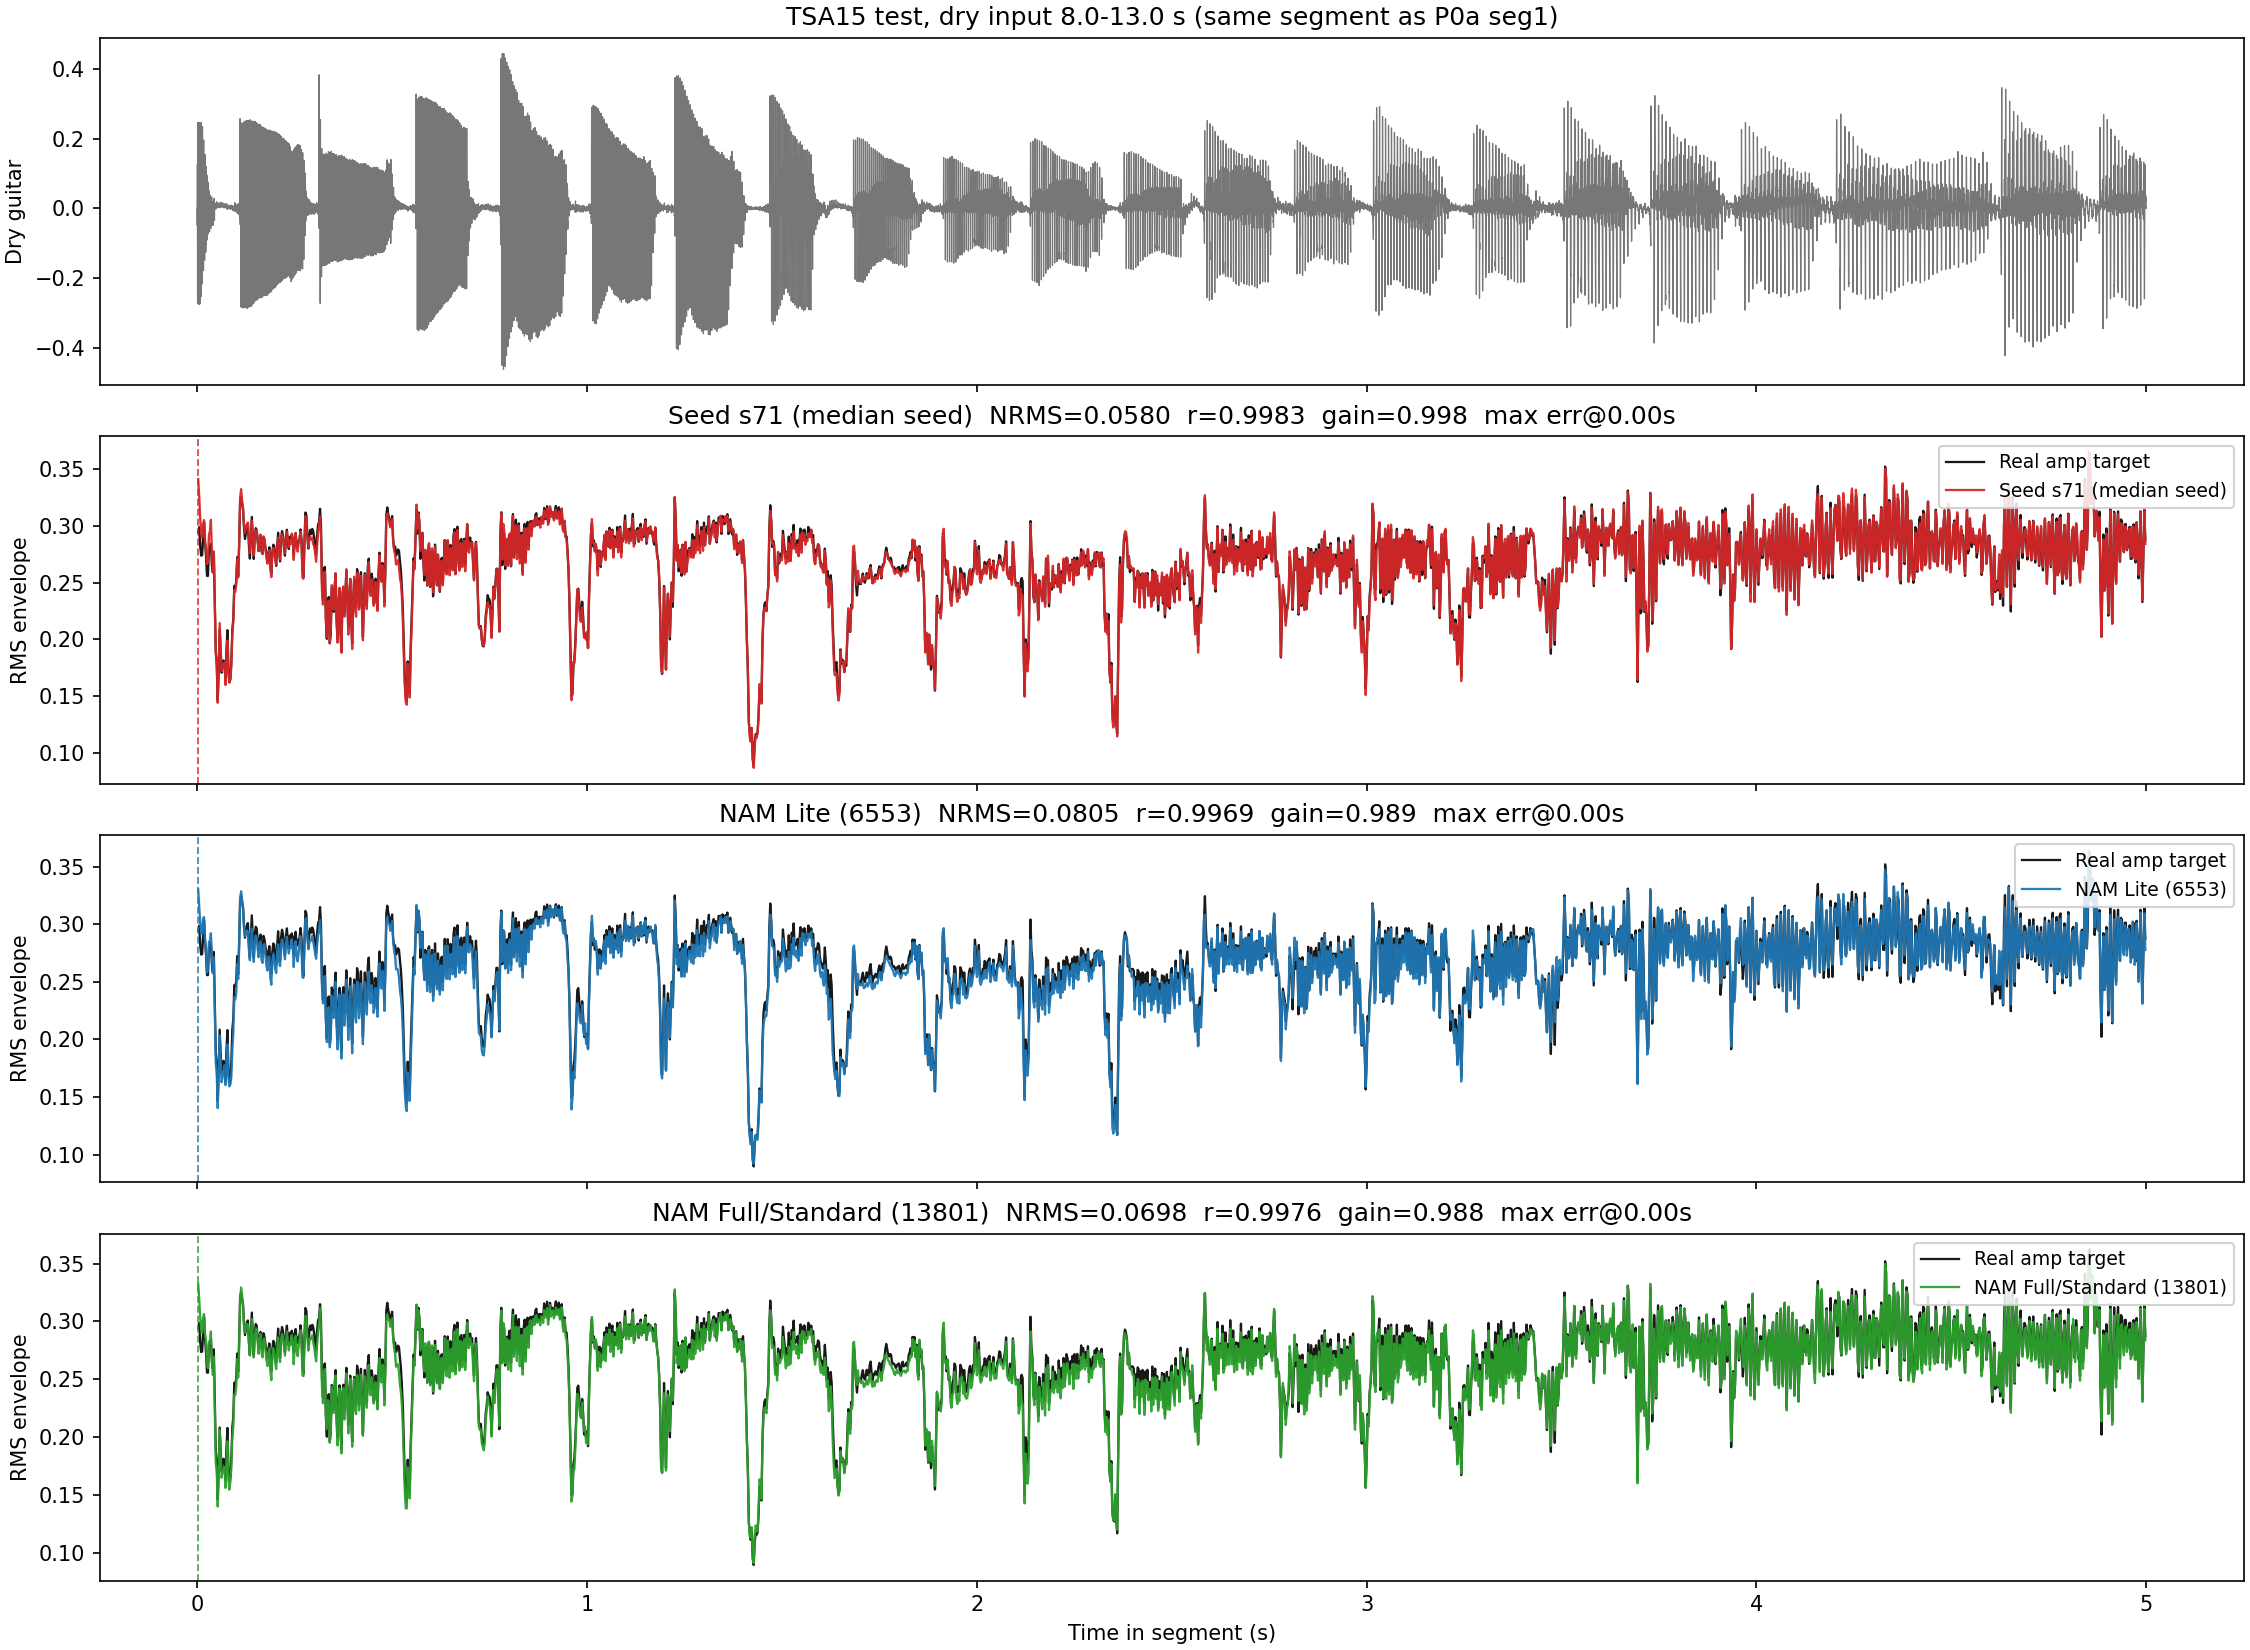 TSA15 test, dry input 8.0-13.0 s (same segment as P0a seg1)
Dry guitar
0.4
0.2
0.0
−0.2
−0.4
Seed s71 (median seed)  NRMS=0.0580  r=0.9983  gain=0.998  max err@0.00s
RMS envelope
0.35
0.30
0.25
0.20
0.15
0.10
Real amp target
Seed s71 (median seed)
NAM Lite (6553)  NRMS=0.0805  r=0.9969  gain=0.989  max err@0.00s
RMS envelope
0.35
0.30
0.25
0.20
0.15
0.10
Real amp target
NAM Lite (6553)
NAM Full/Standard (13801)  NRMS=0.0698  r=0.9976  gain=0.988  max err@0.00s
RMS envelope
0.35
0.30
0.25
0.20
0.15
0.10
Real amp target
NAM Full/Standard (13801)
0 1 2 3 4 5
Time in segment (s)